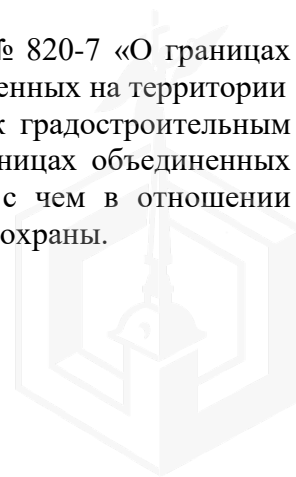 № 820-7 «О границах
енных на территории
к градостроительным
ницах объединенных
с чем в отношении
охраны.